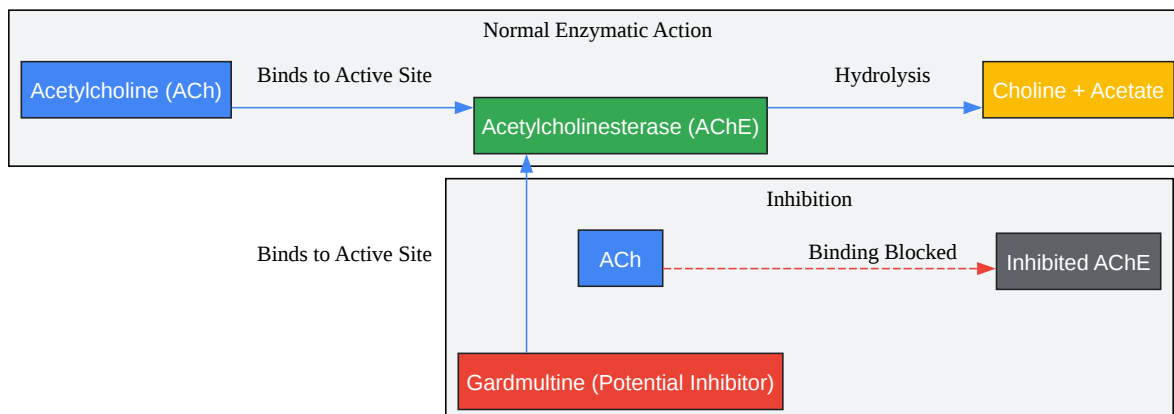 Normal Enzymatic Action
Acetylcholine (ACh)
Binds to Active Site
Acetylcholinesterase (AChE)
Hydrolysis
Choline + Acetate
Inhibition
Binds to Active Site
ACh
Binding Blocked
Inhibited AChE
Gardmultine (Potential Inhibitor)